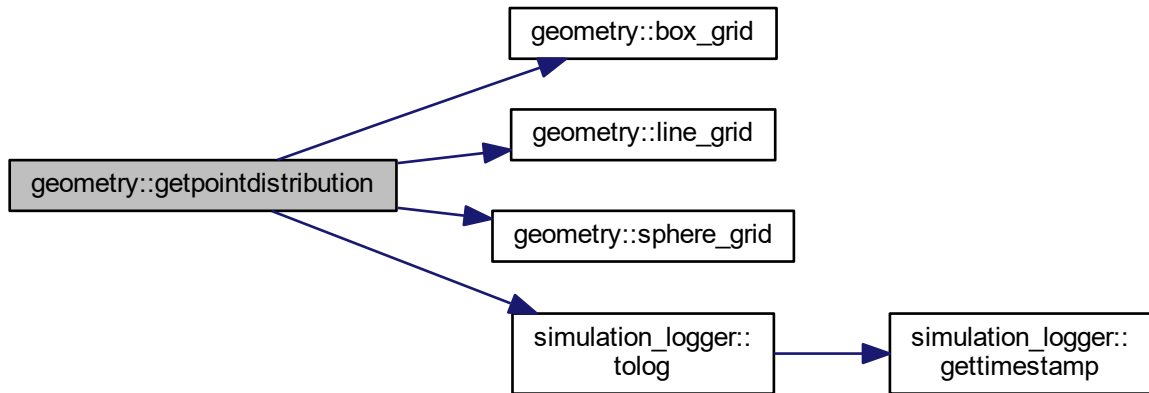 geometry::box_grid
geometry::line_grid
geometry::getpointdistribution
geometry::sphere_grid
simulation_logger::
tolog
simulation_logger::
gettimestamp